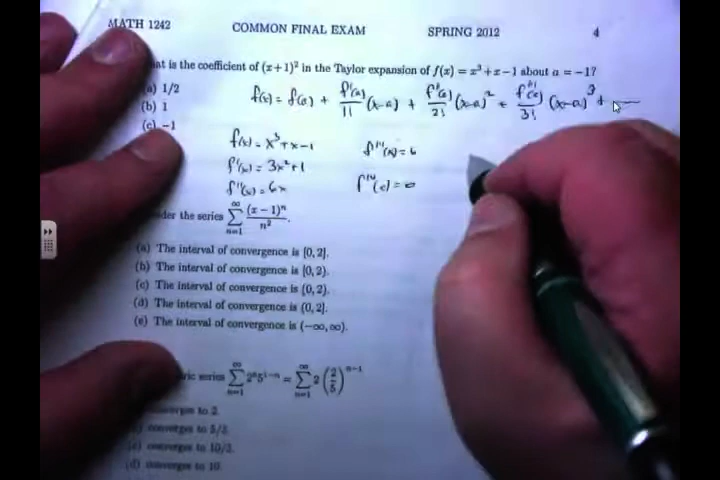 MATH 1242 COMMON FINAL EXAM SPRING 2012 4
at is the coefficient of (x+1)² in the Taylor expansion of f(x) = x³ + x − 1 about a = −1?
(a) 1/2
f(x) = f(a) + f'(a)/1! (x-a) + f''(a)/2! (x-a)² + f'''(a)/3! (x-a)³ + —
(b) 1
(c) −1
f(x) = x³ + x - 1 f'''(x) = 6
f'(x) = 3x² + 1
f''(x) = 6x f''''(x) = 0
der the series ∑_{n=1}^{∞} (x − 1)ⁿ/n².
(a) The interval of convergence is [0, 2].
(b) The interval of convergence is [0, 2).
(c) The interval of convergence is (0, 2).
(d) The interval of convergence is (0, 2].
(e) The interval of convergence is (−∞, ∞).
ric series ∑_{n=1}^{∞} 2ⁿ5^{1−n} = ∑_{n=1}^{∞} 2 (2/5)^{n−1}
converges to 2.
converges to 5/3.
(c) converges to 10/3.
(d) converges to 10.